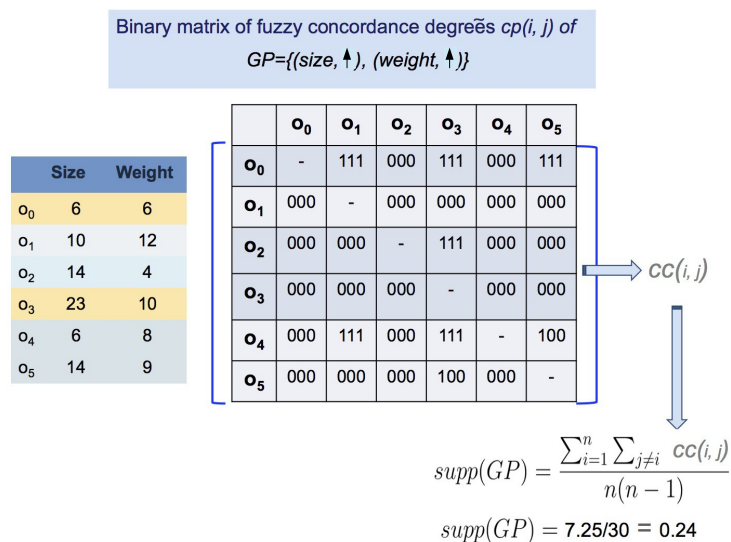 Binary matrix of fuzzy concordance degrees cp(i, j) of
GP={(size,↑), (weight,↑)}
Size Weight
o0 6 6
o1 10 12
o2 14 4
o3 23 10
o4 6 8
o5 14 9
o0 o1 o2 o3 o4 o5
o0 - 111 000 111 000 111
o1 000 - 000 000 000 000
o2 000 000 - 111 000 000
o3 000 000 000 - 000 000
o4 000 111 000 111 - 100
o5 000 000 000 100 000 -
cc(i, j)
supp(GP) = \frac{\sum_{i=1}^{n} \sum_{j≠i} cc(i, j)}{n(n − 1)}
supp(GP) = 7.25/30 = 0.24